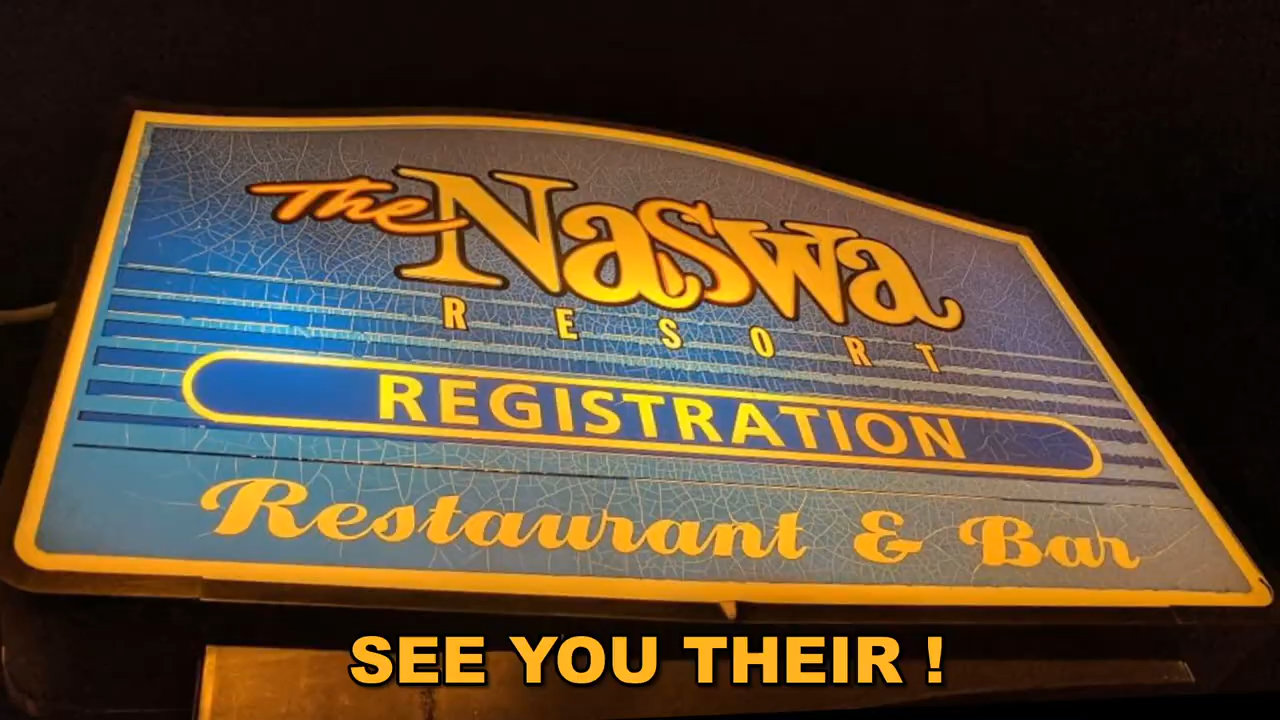 The Naswa
RESORT
REGISTRATION
Restaurant & Bar
SEE YOU THEIR !